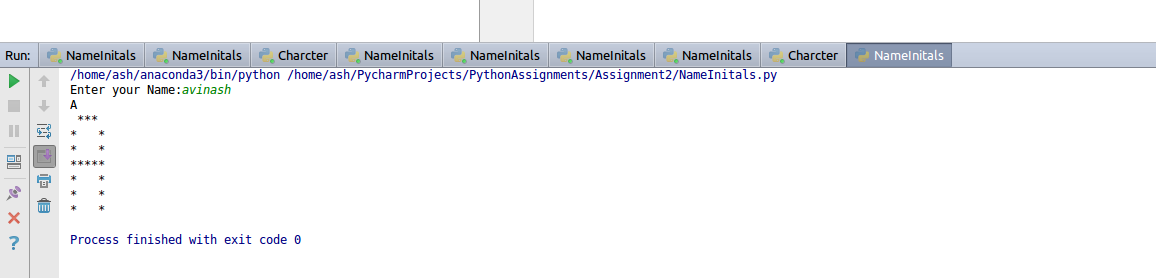 Run: NameInitals NameInitals Charcter NameInitals NameInitals NameInitals NameInitals Charcter NameInitals
/home/ash/anaconda3/bin/python /home/ash/PycharmProjects/PythonAssignments/Assignment2/NameInitals.py
Enter your Name:avinash
A
 ***
*   *
*   *
*****
*   *
*   *
*   *
Process finished with exit code 0